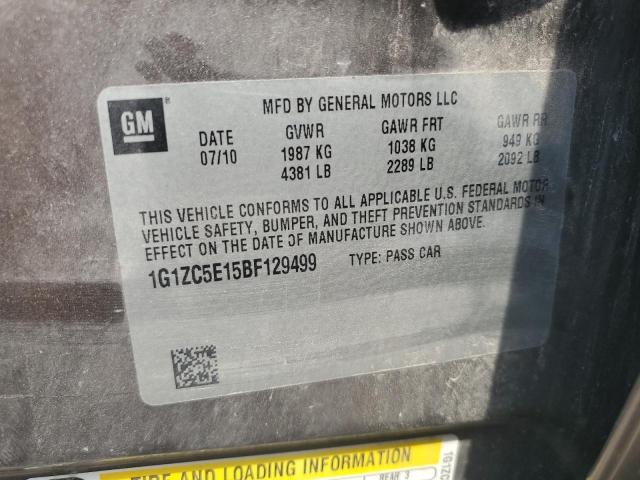 GM
MFD BY GENERAL MOTORS LLC
DATE GVWR GAWR FRT GAWR RR
07/10 1987 KG 1038 KG 949 KG
4381 LB 2289 LB 2092 LB
THIS VEHICLE CONFORMS TO ALL APPLICABLE U.S. FEDERAL MOTOR
VEHICLE SAFETY, BUMPER, AND THEFT PREVENTION STANDARDS IN
EFFECT ON THE DATE OF MANUFACTURE SHOWN ABOVE.
1G1ZC5E15BF129499 TYPE: PASS CAR
TIRE AND LOADING INFORMATION
REAR 3
1G1ZC